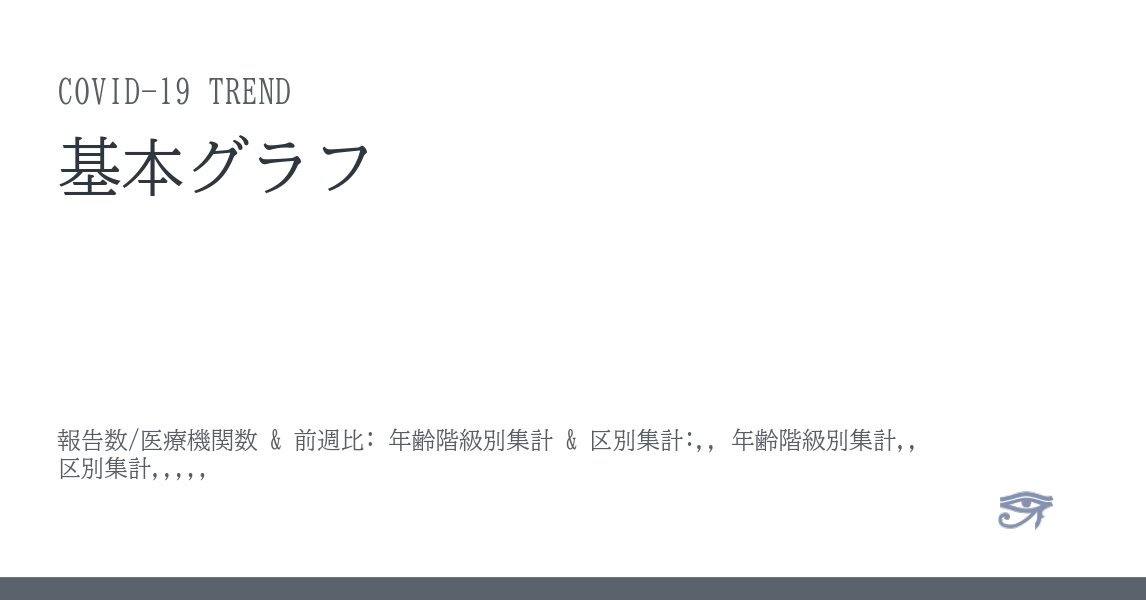 COVID-19 TREND
基本グラフ
報告数/医療機関数 & 前週比: 年齢階級別集計 & 区別集計:,, 年齢階級別集計,,
区別集計,,,,,